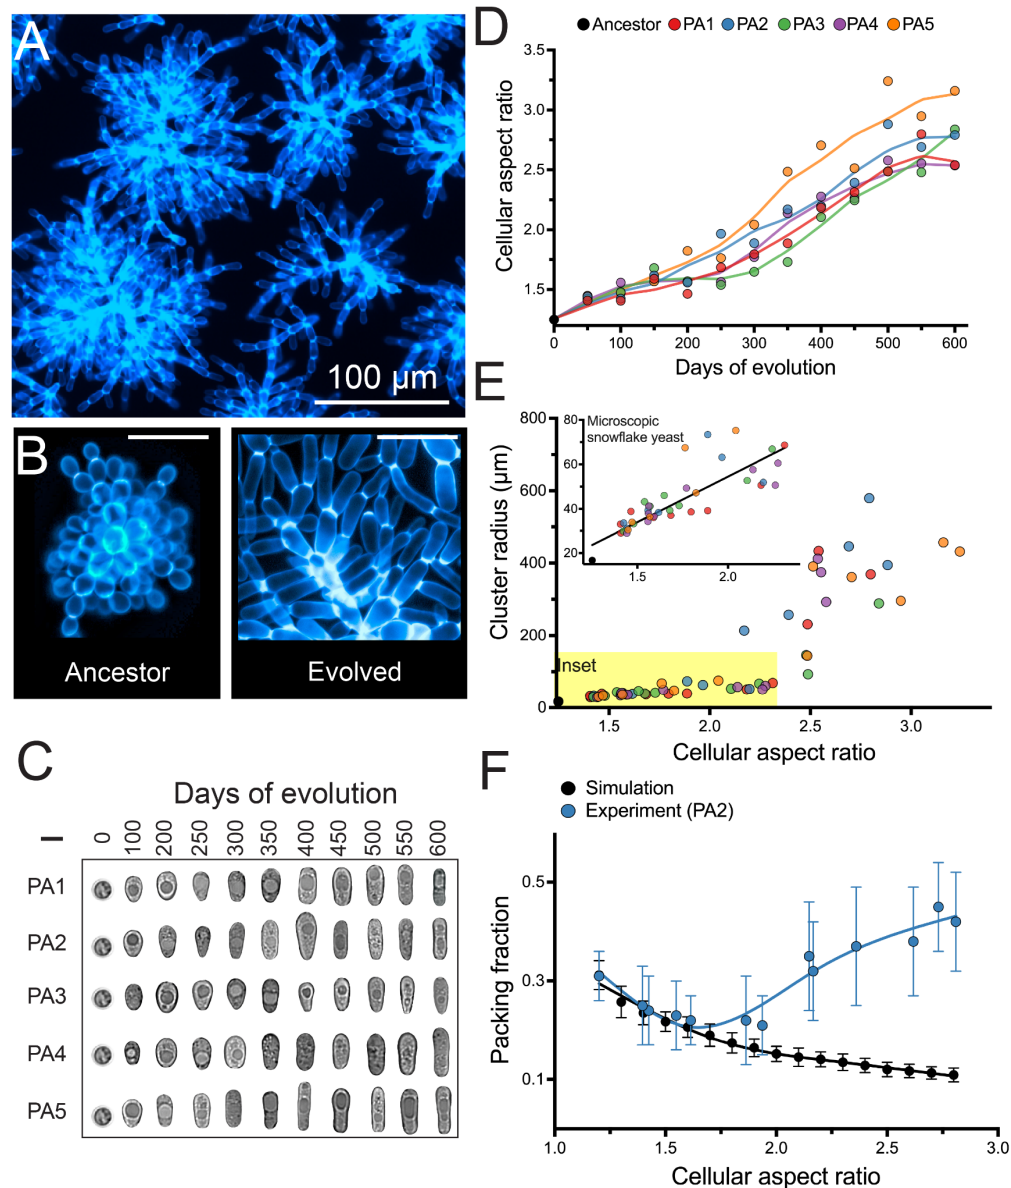 A
100 µm
B
Ancestor
Evolved
C
Days of evolution
0 100 200 250 300 350 400 450 500 550 600
PA1
PA2
PA3
PA4
PA5
D
Ancestor PA1 PA2 PA3 PA4 PA5
Cellular aspect ratio
3.5
3.0
2.5
2.0
1.5
0 100 200 300 400 500 600
Days of evolution
E
Cluster radius (µm)
800
600
400
200
0
Microscopic
snowflake yeast
80
60
40
20
1.5 2.0
Inset
1.5 2.0 2.5 3.0
Cellular aspect ratio
F
Simulation
Experiment (PA2)
Packing fraction
0.5
0.3
0.1
1.0 1.5 2.0 2.5 3.0
Cellular aspect ratio